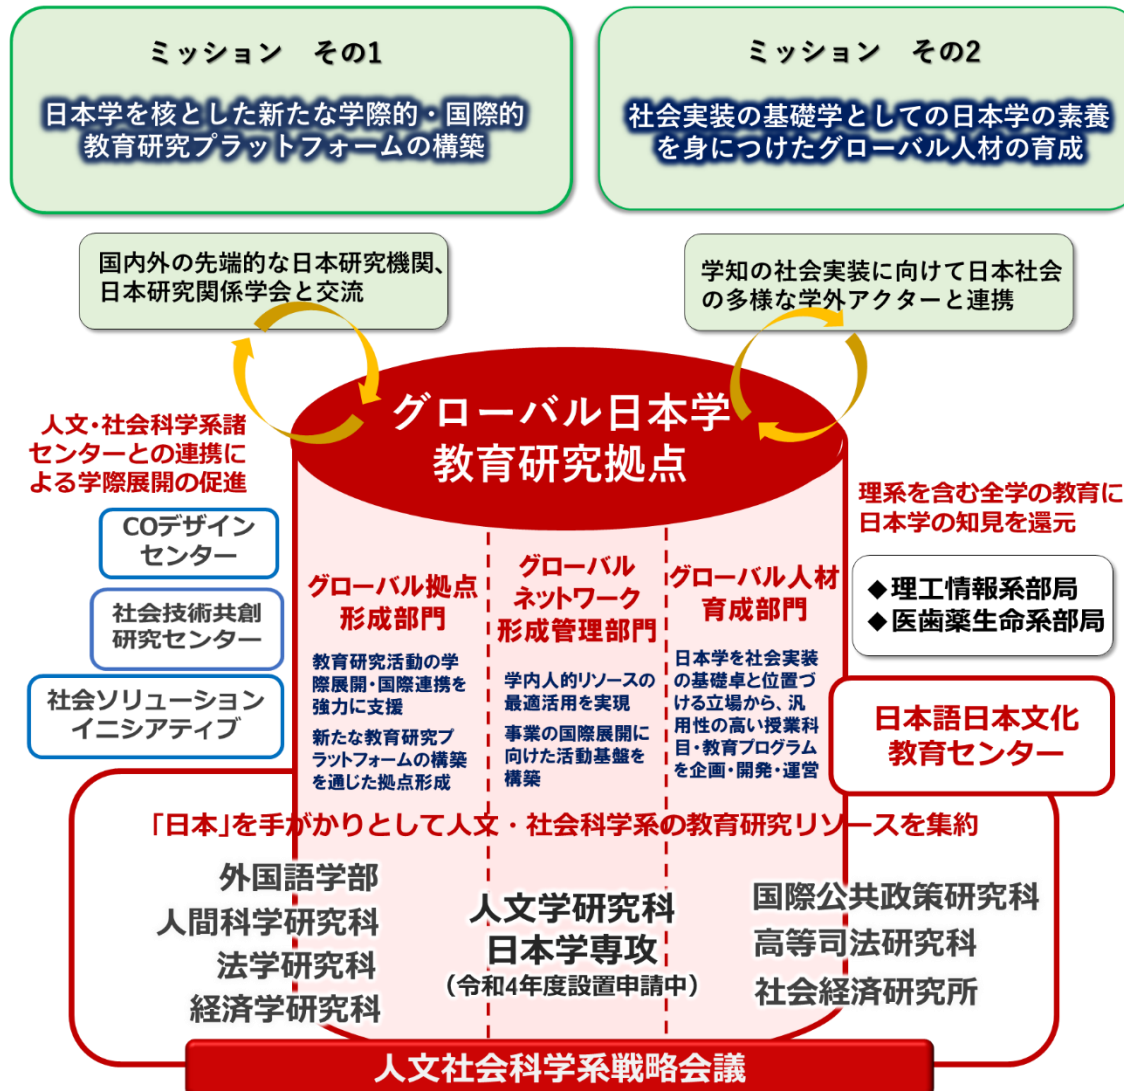 ミッション　その1
日本学を核とした新たな学際的・国際的
教育研究プラットフォームの構築
ミッション　その2
社会実装の基礎学としての日本学の素養
を身につけたグローバル人材の育成
国内外の先端的な日本研究機関、
日本研究関係学会と交流
学知の社会実装に向けて日本社会
の多様な学外アクターと連携
グローバル日本学
教育研究拠点
人文・社会科学系諸
センターとの連携に
よる学際展開の促進
COデザイン
センター
社会技術共創
研究センター
社会ソリューション
イニシアティブ
グローバル拠点
形成部門
教育研究活動の学
際展開・国際連携を
強力に支援
新たな教育研究プ
ラットフォームの構築
を通じた拠点形成
グローバル
ネットワーク
形成管理部門
学内人的リソースの
最適活用を実現
事業の国際展開に
向けた活動基盤を
構築
グローバル人材
育成部門
日本学を社会実装
の基礎卓と位置づ
ける立場から、汎
用性の高い授業科
目・教育プログラム
を企画・開発・運営
理系を含む全学の教育に
日本学の知見を還元
◆理工情報系部局
◆医歯薬生命系部局
日本語日本文化
教育センター
「日本」を手がかりとして人文・社会科学系の教育研究リソースを集約
外国語学部
人間科学研究科
法学研究科
経済学研究科
人文学研究科
日本学専攻
（令和4年度設置申請中）
国際公共政策研究科
高等司法研究科
社会経済研究所
人文社会科学系戦略会議